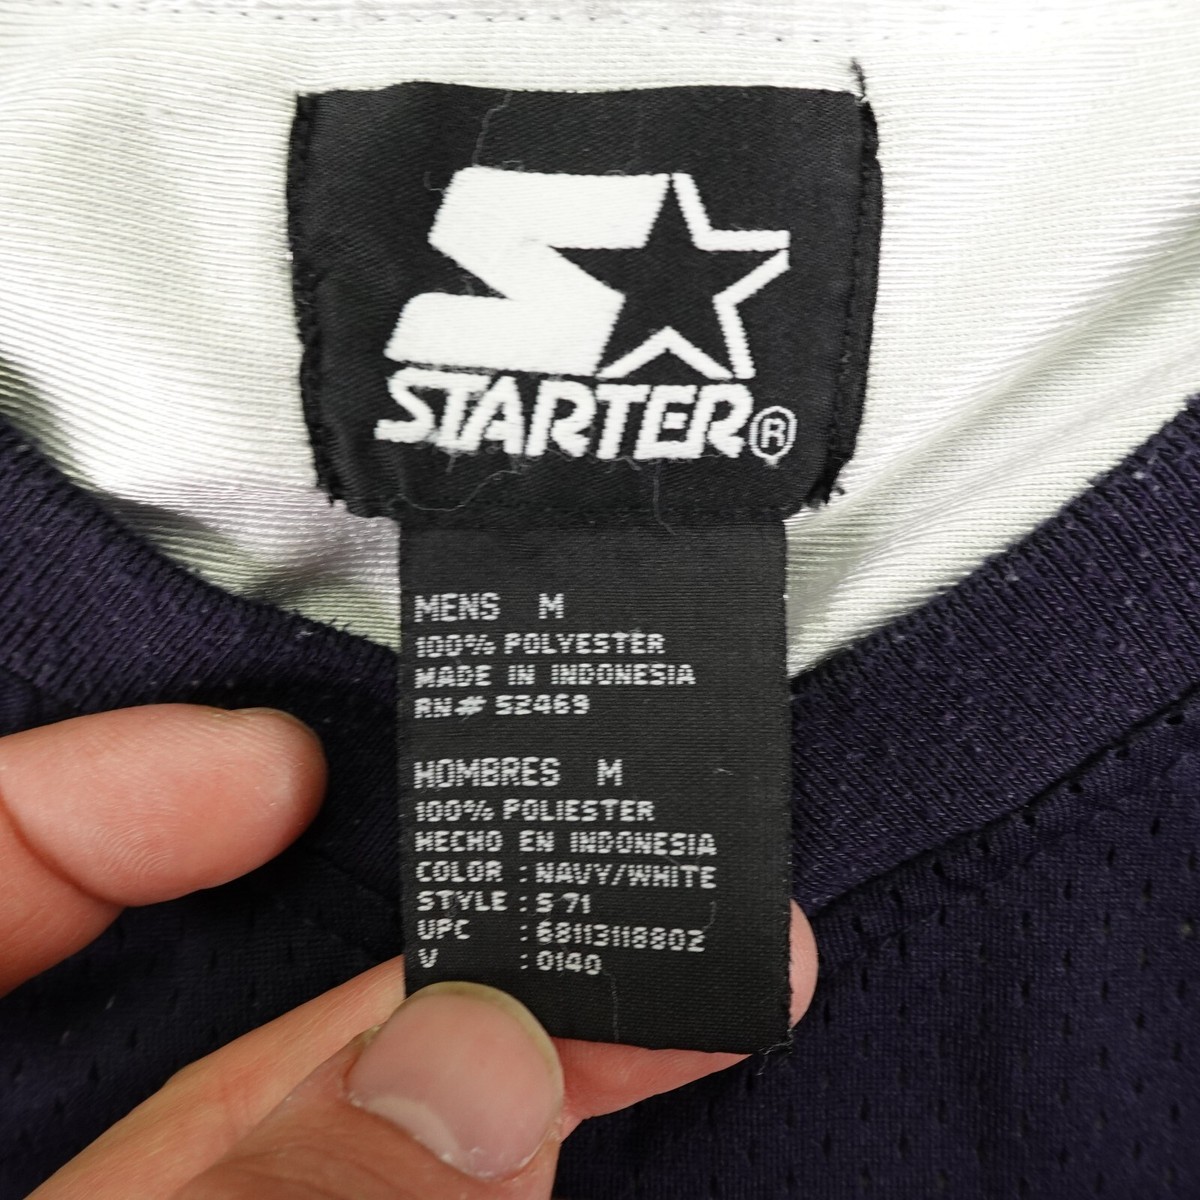 STARTER®
MENS M
100% POLYESTER
MADE IN INDONESIA
RN# 52469
HOMBRES M
100% POLIESTER
HECHO EN INDONESIA
COLOR : NAVY/WHITE
STYLE : S 71
UPC : 68113118802
V : 0140